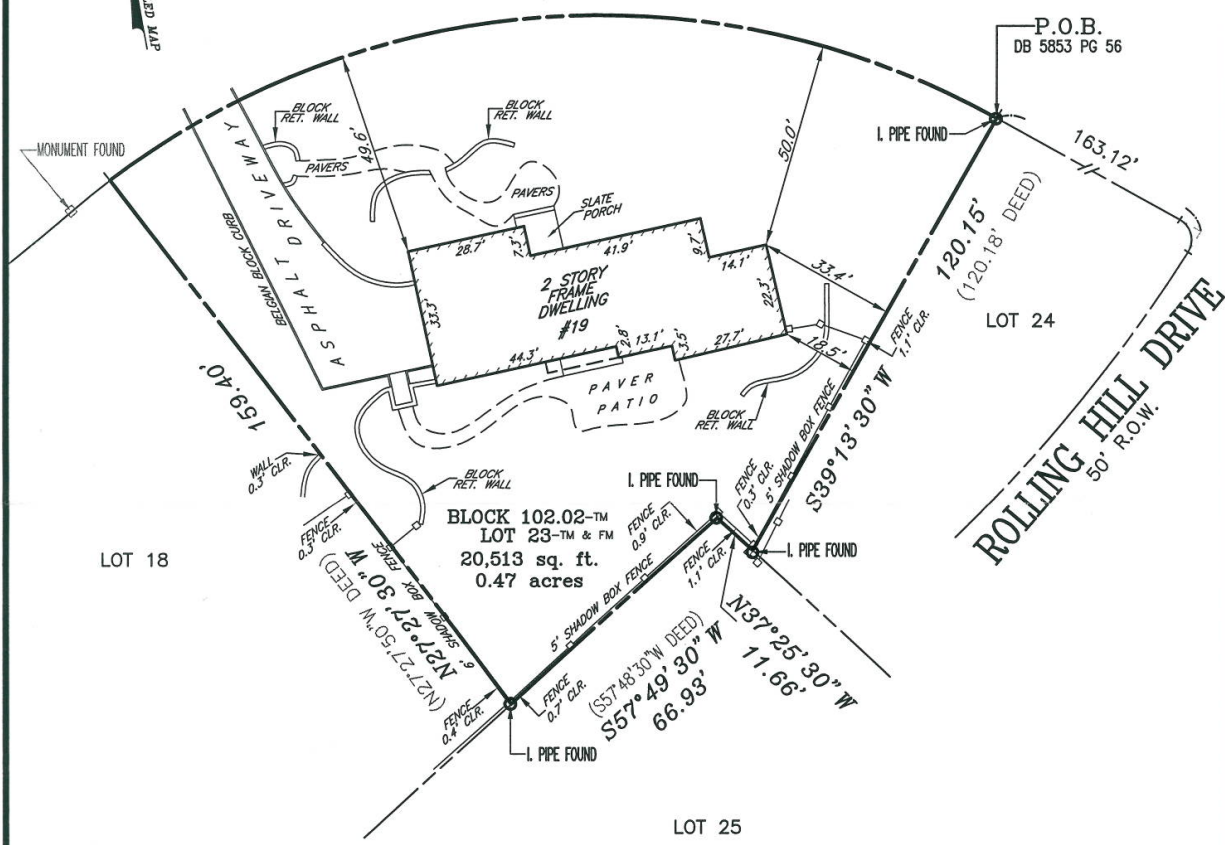 ED MAP
P.O.B.
DB 5853 PG 56
I. PIPE FOUND
163.12'
MONUMENT FOUND
BLOCK
RET. WALL
BLOCK
RET. WALL
49.6'
50.0'
PAVERS
PAVERS
SLATE
PORCH
ASPHALT DRIVEWAY
BELGIAN BLOCK CURB
28.7'
7.3'
41.9'
9.7'
14.1'
33.4'
120.15'
(120.18' DEED)
2 STORY
FRAME
DWELLING
#19
33.3'
22.3'
LOT 24
ROLLING HILL DRIVE
50' R.O.W.
44.3'
2.8'
13.1'
3.5'
27.7'
18.5'
FENCE
1.1' CLR.
PAVER
PATIO
BLOCK
RET. WALL
5' SHADOW BOX FENCE
S39°13'30" W
159.40'
WALL
0.3' CLR.
BLOCK
RET. WALL
I. PIPE FOUND
FENCE
0.3' CLR.
FENCE
0.3' CLR.
BLOCK 102.02-TM
LOT 23-TM & FM
20,513 sq. ft.
0.47 acres
FENCE
0.9' CLR.
FENCE
1.1' CLR.
I. PIPE FOUND
LOT 18
6' SHADOW BOX FENCE
N27°27'30" W
(N27°27'50"W DEED)
5' SHADOW BOX FENCE
N37°25'30" W
11.66'
(S57°48'30"W DEED)
S57°49'30" W
66.93'
FENCE
0.4' CLR.
FENCE
0.7' CLR.
I. PIPE FOUND
LOT 25